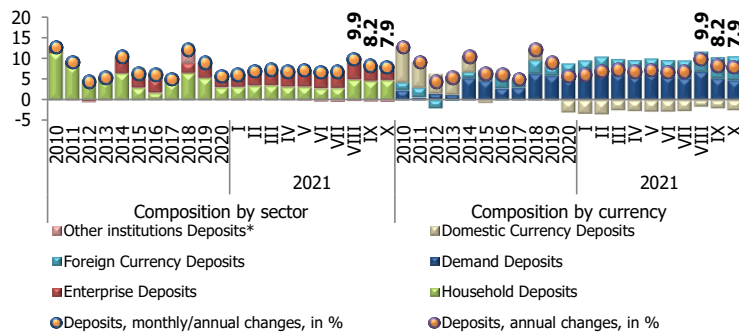 20
15
10
5
0
-5
9.9
8.2
7.9
9.9
8.2
7.9
2010
2011
2012
2013
2014
2015
2016
2017
2018
2019
2020
I
II
III
IV
V
VI
VII
VIII
IX
X
2010
2011
2012
2013
2014
2015
2016
2017
2018
2019
2020
I
II
III
IV
V
VI
VII
VIII
IX
X
2021 2021
Composition by sector Composition by currency
Other institutions Deposits* Domestic Currency Deposits
Foreign Currency Deposits Demand Deposits
Enterprise Deposits Household Deposits
Deposits, monthly/annual changes, in % Deposits, annual changes, in %